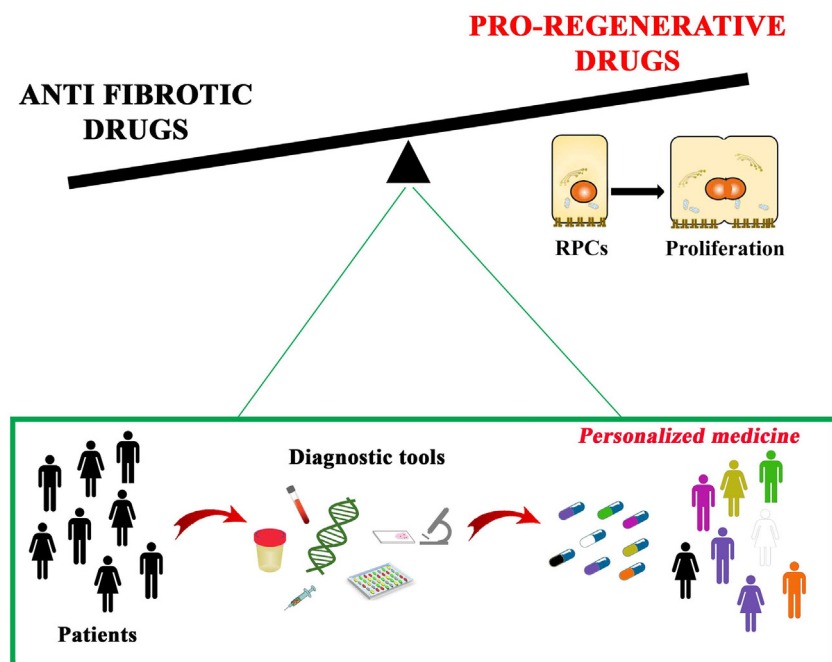 PRO-REGENERATIVE
DRUGS
ANTI FIBROTIC
DRUGS
RPCs
Proliferation
Personalized medicine
Diagnostic tools
Patients